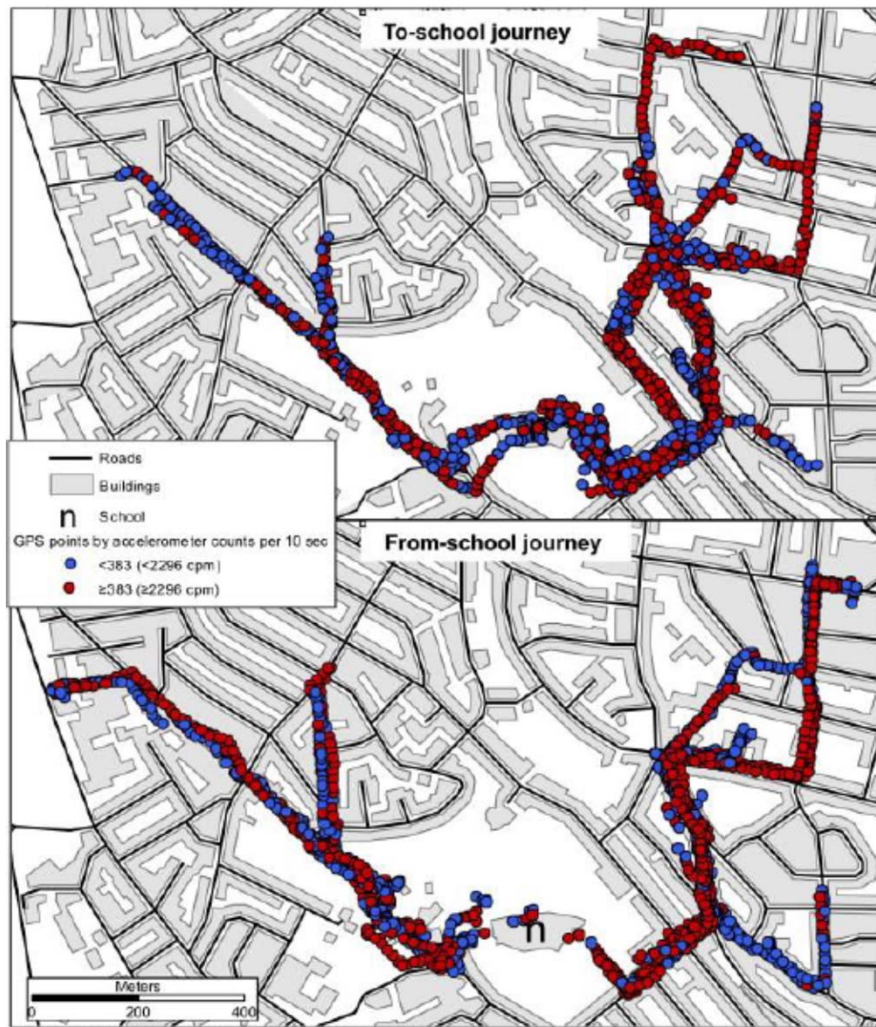 To-school journey
Roads
Buildings
n School
GPS points by accelerometer counts per 10 sec
<383 (<2296 cpm)
≥383 (≥2296 cpm)
From-school journey
n
Meters
0 200 400